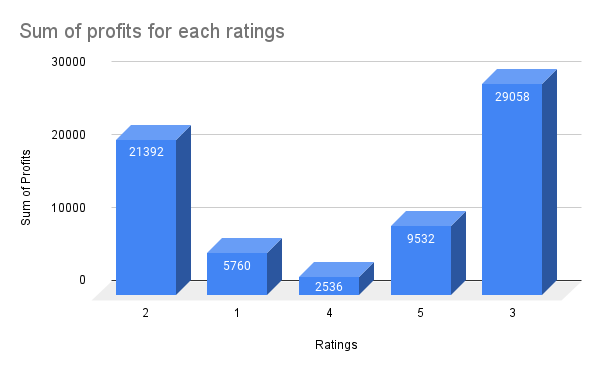 Sum of profits for each ratings
30000
20000
10000
0
Sum of Profits
21392
5760
2536
9532
29058
2 1 4 5 3
Ratings